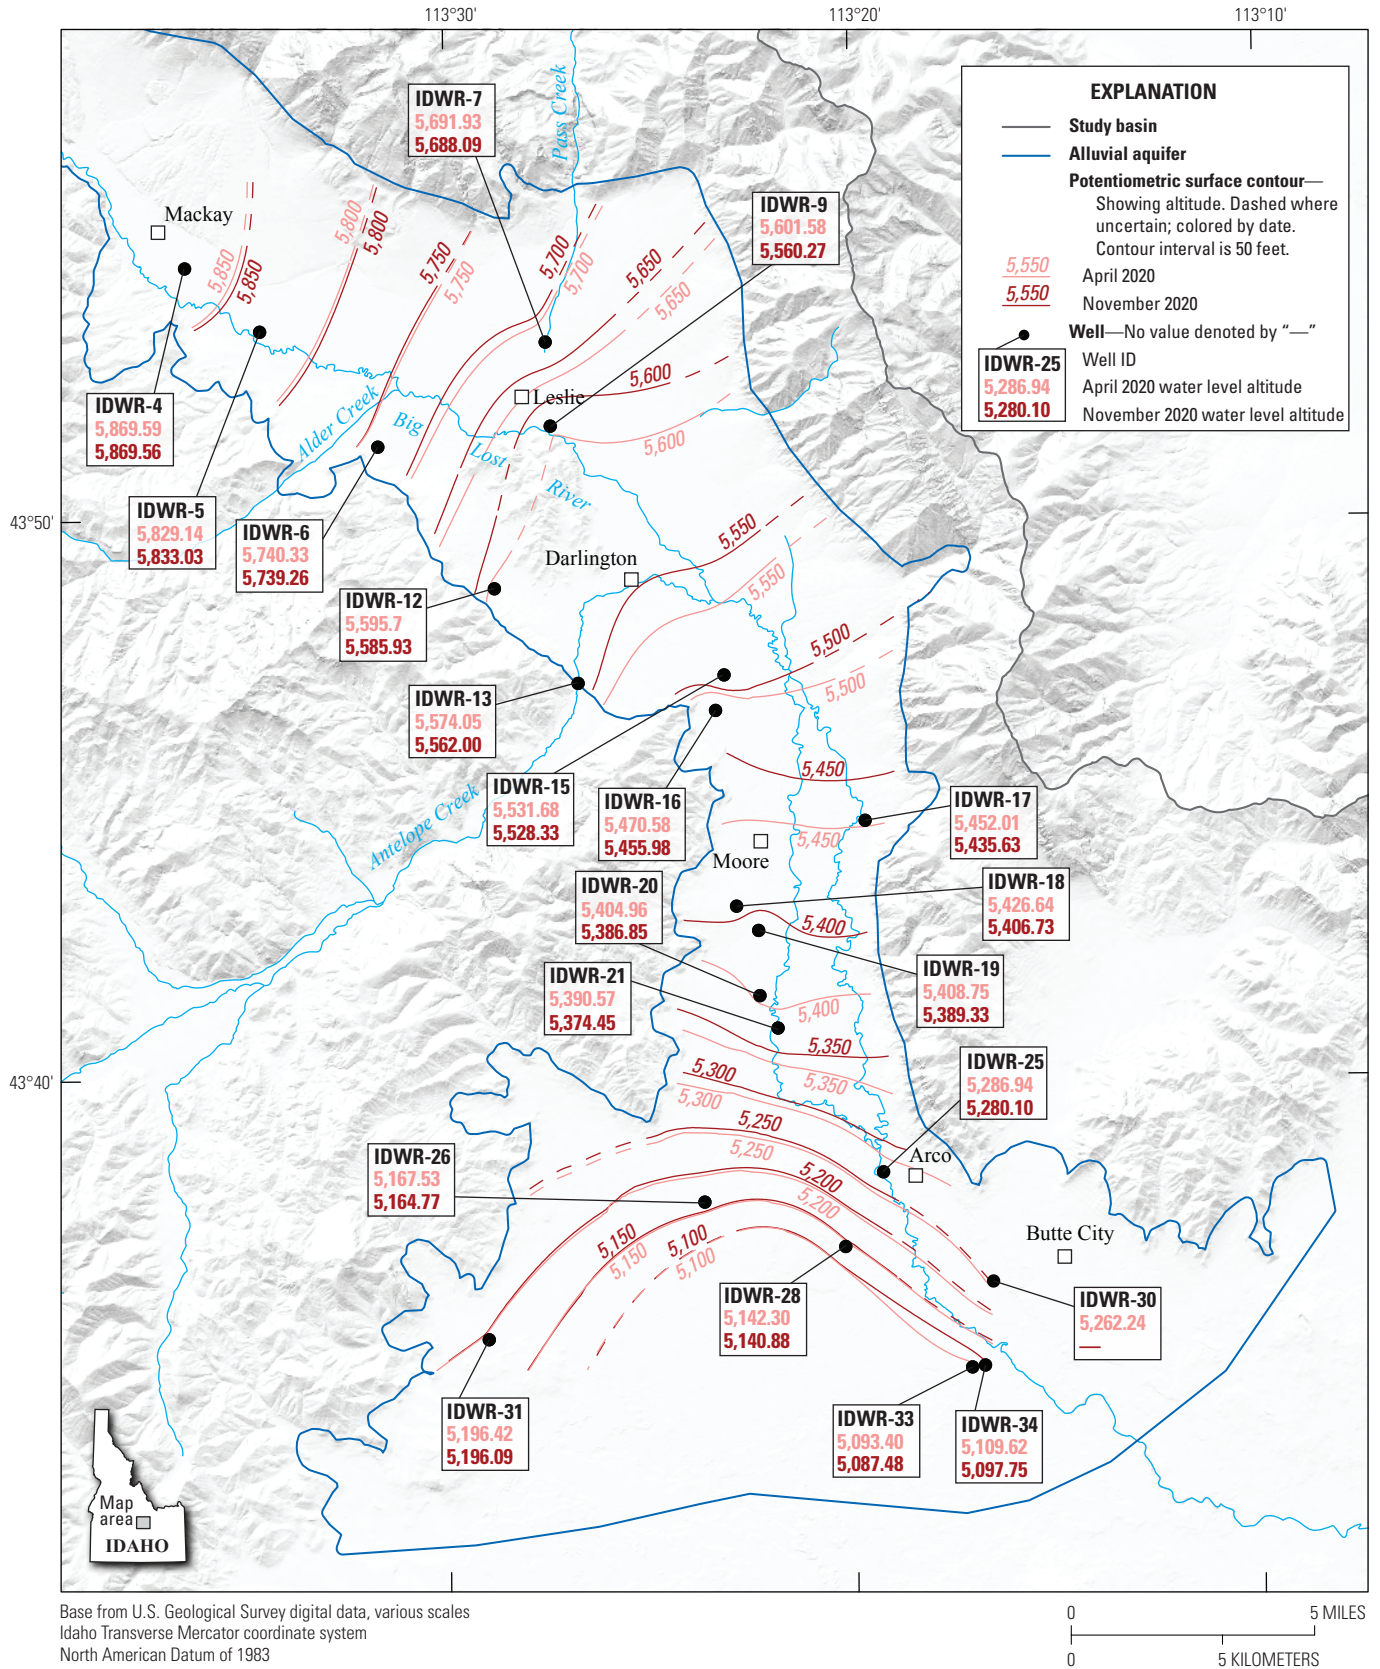 113°30'
113°20'
113°10'
EXPLANATION
Study basin
Alluvial aquifer
Potentiometric surface contour—
Showing altitude. Dashed where
uncertain; colored by date.
Contour interval is 50 feet.
5,550
April 2020
5,550
November 2020
Well—No value denoted by “—”
IDWR-25
Well ID
5,286.94
April 2020 water level altitude
5,280.10
November 2020 water level altitude
IDWR-7
5,691.93
5,688.09
Pass Creek
IDWR-9
5,601.58
5,560.27
Mackay
5,850
5,850
5,800
5,800
5,750
5,750
5,700
5,700
5,650
5,650
5,600
5,600
Leslie
IDWR-4
5,869.59
5,869.56
Alder Creek
Big
Lost
River
IDWR-5
5,829.14
5,833.03
IDWR-6
5,740.33
5,739.26
43°50'
5,550
5,550
Darlington
IDWR-12
5,595.7
5,585.93
5,500
5,500
IDWR-13
5,574.05
5,562.00
IDWR-15
5,531.68
5,528.33
IDWR-16
5,470.58
5,455.98
5,450
5,450
IDWR-17
5,452.01
5,435.63
Antelope Creek
Moore
IDWR-18
5,426.64
5,406.73
IDWR-20
5,404.96
5,386.85
5,400
IDWR-19
5,408.75
5,389.33
IDWR-21
5,390.57
5,374.45
5,400
5,350
5,350
43°40'
5,300
5,300
IDWR-25
5,286.94
5,280.10
5,250
5,250
Arco
IDWR-26
5,167.53
5,164.77
5,200
5,200
5,150
5,150
5,100
5,100
Butte City
IDWR-28
5,142.30
5,140.88
IDWR-30
5,262.24
—
IDWR-31
5,196.42
5,196.09
IDWR-33
5,093.40
5,087.48
IDWR-34
5,109.62
5,097.75
Map
area
IDAHO
Base from U.S. Geological Survey digital data, various scales
Idaho Transverse Mercator coordinate system
North American Datum of 1983
0
5 MILES
0
5 KILOMETERS